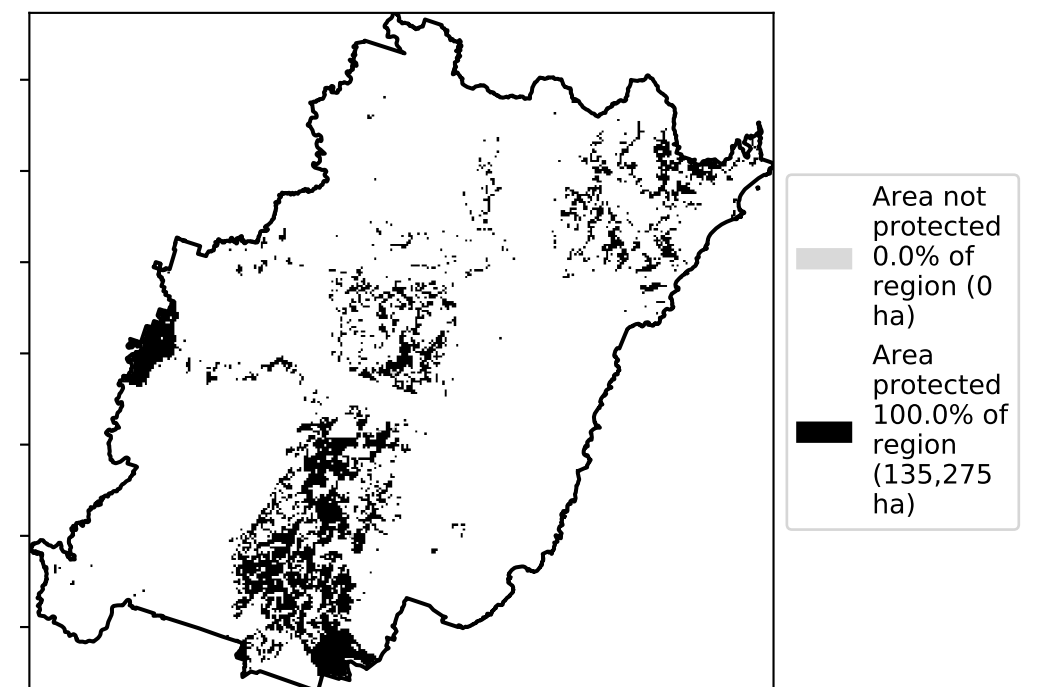 Area not
protected
0.0% of
region (0
ha)
Area
protected
100.0% of
region
(135,275
ha)